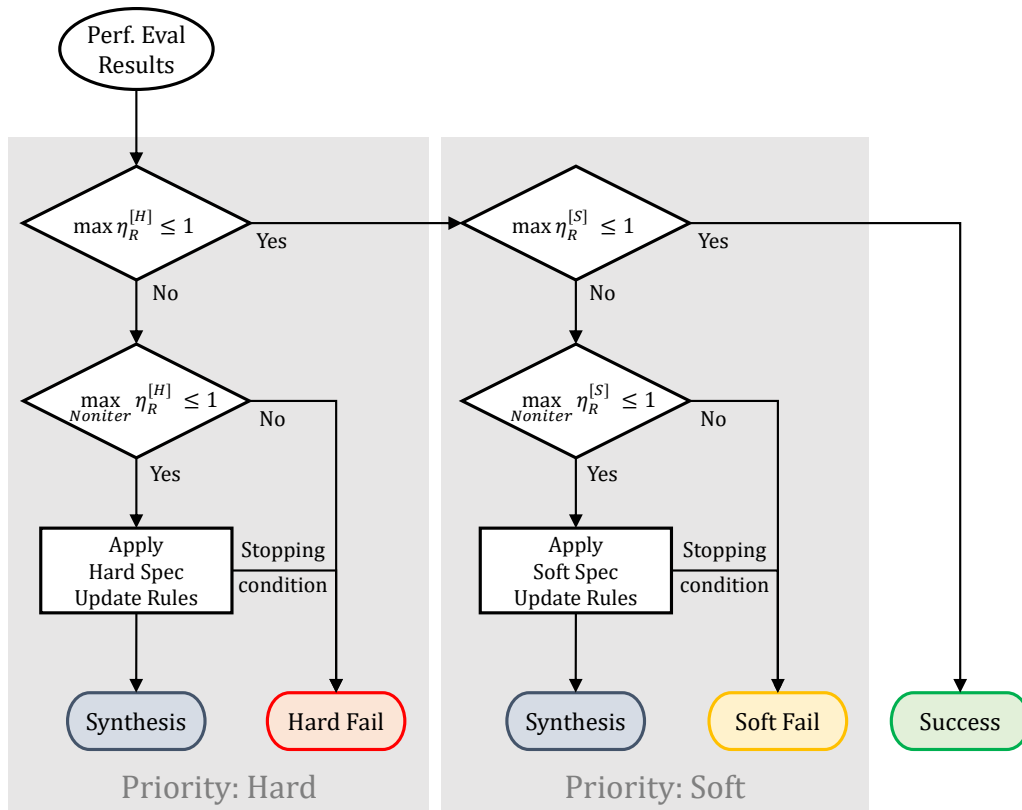 Perf. Eval
Results
max η_R^[H] ≤ 1
Yes
No
max η_R^[H] ≤ 1
Noniter
No
Yes
Apply
Hard Spec
Update Rules
Stopping
condition
Synthesis
Hard Fail
Priority: Hard
max η_R^[S] ≤ 1
Yes
No
max η_R^[S] ≤ 1
Noniter
No
Yes
Apply
Soft Spec
Update Rules
Stopping
condition
Synthesis
Soft Fail
Priority: Soft
Success